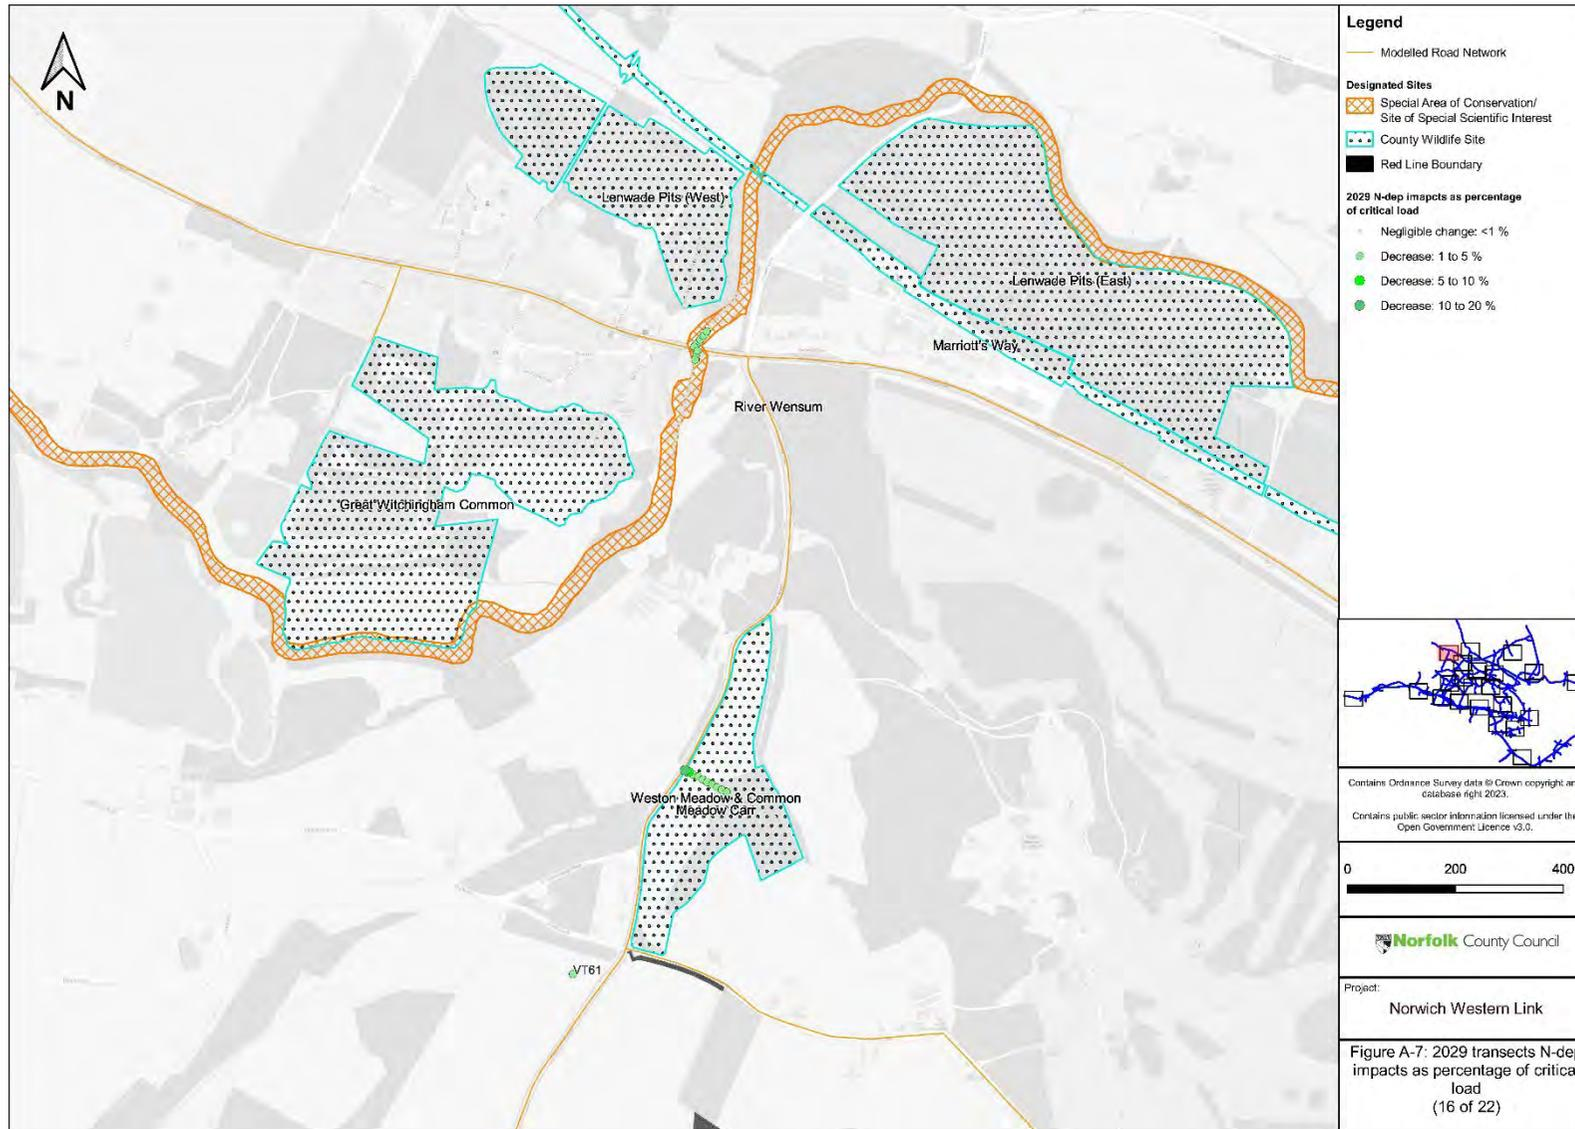 N
Lenwade Pits (West)
Lenwade Pits (East)
Marriott's Way
River Wensum
Great Witchingham Common
Weston Meadow & Common
Meadow Carr
VT61
Legend
Modelled Road Network
Designated Sites
Special Area of Conservation/
Site of Special Scientific Interest
County Wildlife Site
Red Line Boundary
2029 N-dep imapcts as percentage
of critical load
Negligible change: <1 %
Decrease: 1 to 5 %
Decrease: 5 to 10 %
Decrease: 10 to 20 %
Contains Ordnance Survey data © Crown copyright an
database right 2023.
Contains public sector information licensed under the
Open Government Licence v3.0.
0 200 400
Norfolk County Council
Project:
Norwich Western Link
Figure A-7: 2029 transects N-dep
impacts as percentage of critica
load
(16 of 22)